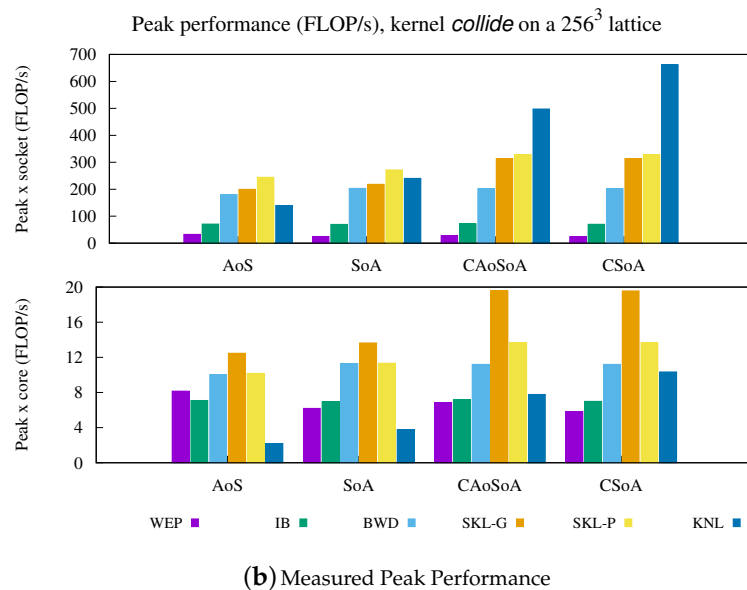 Peak performance (FLOP/s), kernel collide on a 256³ lattice
700
600
500
400
300
200
100
0
Peak x socket (FLOP/s)
AoS SoA CAoSoA CSoA
20
16
12
8
4
0
Peak x core (FLOP/s)
AoS SoA CAoSoA CSoA
WEP IB BWD SKL-G SKL-P KNL
(b) Measured Peak Performance